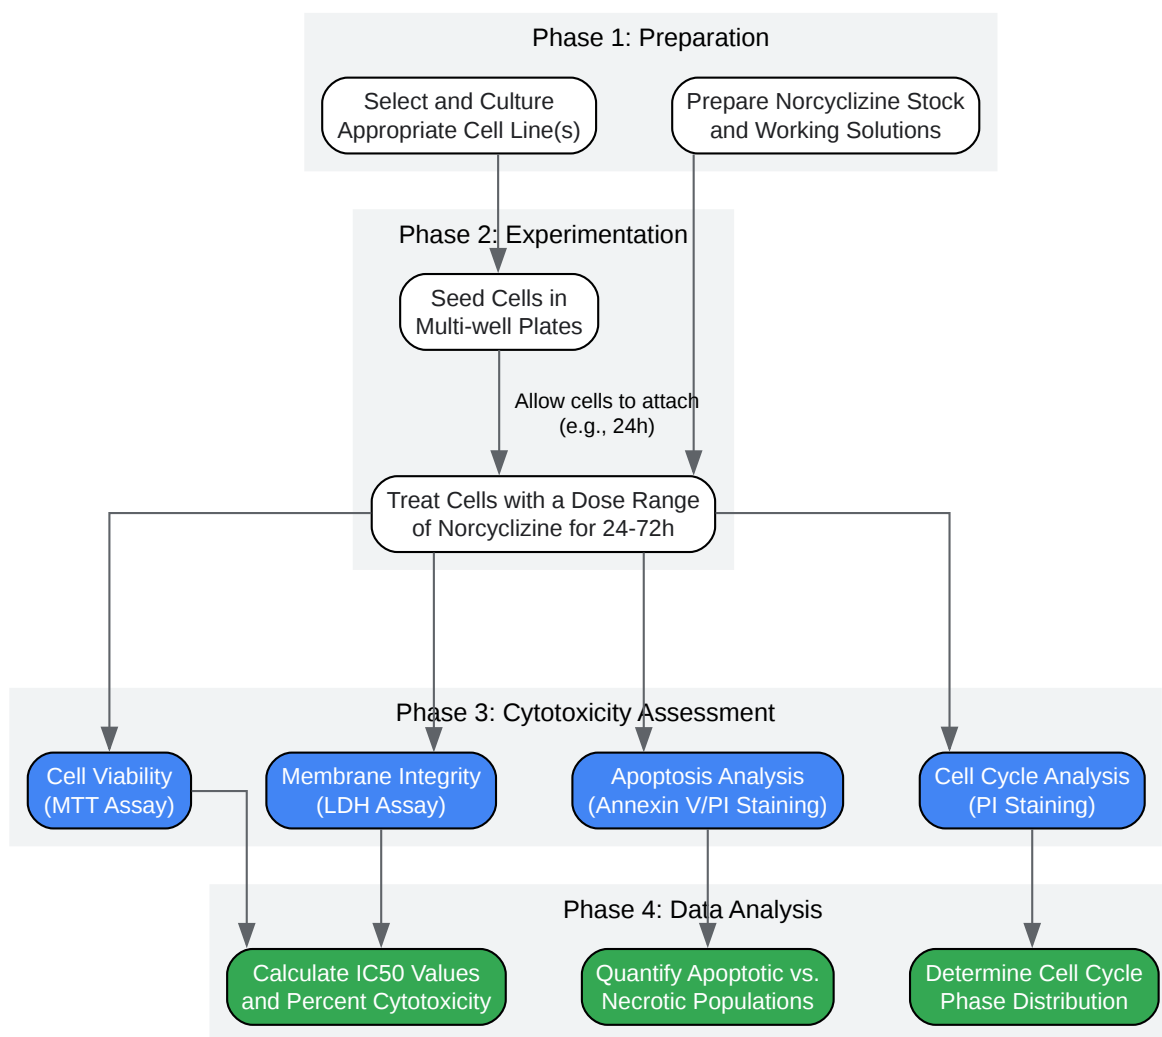 Phase 1: Preparation
Select and Culture
Appropriate Cell Line(s)
Prepare Norcyclizine Stock
and Working Solutions
Phase 2: Experimentation
Seed Cells in
Multi-well Plates
Allow cells to attach
(e.g., 24h)
Treat Cells with a Dose Range
of Norcyclizine for 24-72h
Phase 3: Cytotoxicity Assessment
Cell Viability
(MTT Assay)
Membrane Integrity
(LDH Assay)
Apoptosis Analysis
(Annexin V/PI Staining)
Cell Cycle Analysis
(PI Staining)
Phase 4: Data Analysis
Calculate IC50 Values
and Percent Cytotoxicity
Quantify Apoptotic vs.
Necrotic Populations
Determine Cell Cycle
Phase Distribution